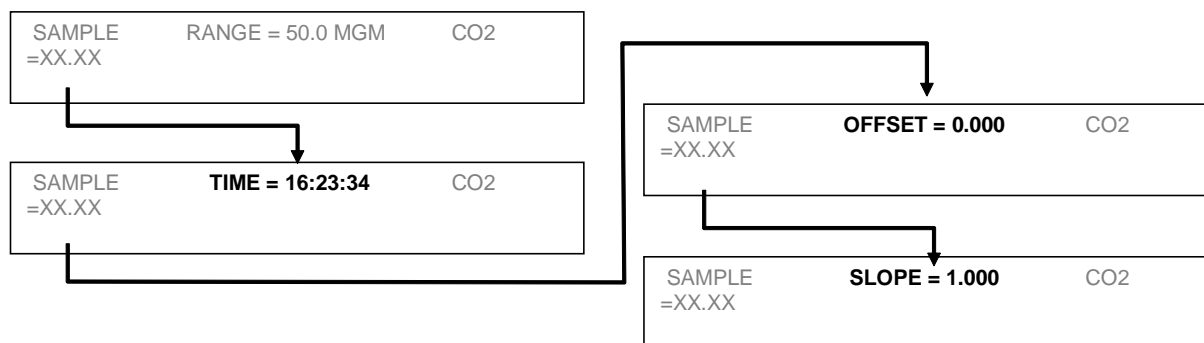 SAMPLE RANGE = 50.0 MGM CO2
=XX.XX
SAMPLE TIME = 16:23:34 CO2
=XX.XX
SAMPLE OFFSET = 0.000 CO2
=XX.XX
SAMPLE SLOPE = 1.000 CO2
=XX.XX